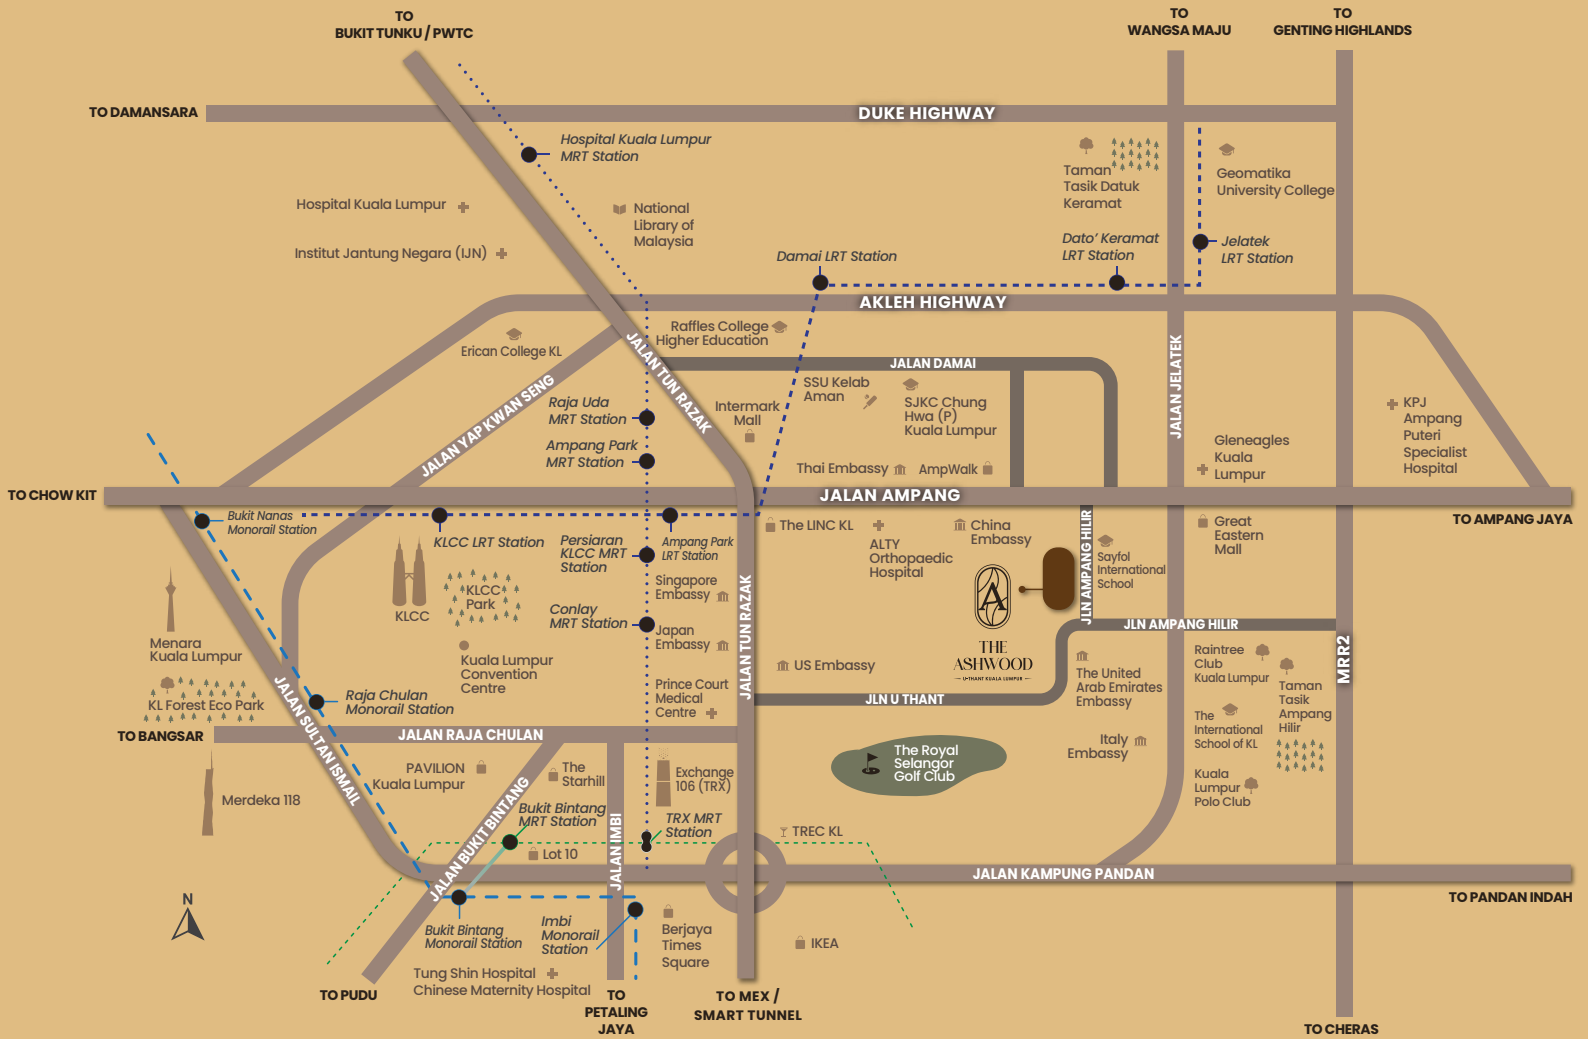 TO
BUKIT TUNKU / PWTC
TO
WANGSA MAJU
TO
GENTING HIGHLANDS
TO DAMANSARA
DUKE HIGHWAY
Hospital Kuala Lumpur
MRT Station
Taman
Tasik Datuk
Keramat
Geomatika
University College
Hospital Kuala Lumpur
National
Library of
Malaysia
Institut Jantung Negara (IJN)
Damai LRT Station
Dato' Keramat
LRT Station
Jelatek
LRT Station
AKLEH HIGHWAY
Erican College KL
Raffles College
Higher Education
JALAN TUN RAZAK
JALAN DAMAI
JALAN JELATEK
JALAN YAP KWAN SENG
Raja Uda
MRT Station
Intermark
Mall
SSU Kelab
Aman
SJKC Chung
Hwa (P)
Kuala Lumpur
KPJ
Ampang
Puteri
Specialist
Hospital
Ampang Park
MRT Station
Thai Embassy
AmpWalk
Gleneagles
Kuala
Lumpur
TO CHOW KIT
JALAN AMPANG
TO AMPANG JAYA
Bukit Nanas
Monorail Station
KLCC LRT Station
Persiaran
KLCC MRT
Station
Ampang Park
LRT Station
The LINC KL
ALTY
Orthopaedic
Hospital
China
Embassy
JLN AMPANG HILIR
Sayfol
International
School
Great
Eastern
Mall
KLCC
KLCC
Park
Singapore
Embassy
Conlay
MRT Station
Japan
Embassy
JALAN TUN RAZAK
A
THE
ASHWOOD
U-THANT KUALA LUMPUR
JLN AMPANG HILIR
Menara
Kuala Lumpur
Kuala Lumpur
Convention
Centre
US Embassy
The United
Arab Emirates
Embassy
Raintree
Club
Kuala Lumpur
MRR2
KL Forest Eco Park
Raja Chulan
Monorail Station
Prince Court
Medical
Centre
JLN U THANT
Taman
Tasik
Ampang
Hilir
The
International
School of KL
TO BANGSAR
JALAN SULTAN ISMAIL
JALAN RAJA CHULAN
Italy
Embassy
The Royal
Selangor
Golf Club
Kuala
Lumpur
Polo Club
PAVILION
Kuala Lumpur
The
Starhill
Exchange
106 (TRX)
Merdeka 118
JALAN BUKIT BINTANG
Bukit Bintang
MRT Station
JALAN IMBI
TRX MRT
Station
TREC KL
Lot 10
JALAN KAMPUNG PANDAN
TO PANDAN INDAH
N
Bukit Bintang
Monorail Station
Imbi
Monorail
Station
Berjaya
Times
Square
IKEA
Tung Shin Hospital
Chinese Maternity Hospital
TO PUDU
TO
PETALING
JAYA
TO MEX /
SMART TUNNEL
TO CHERAS